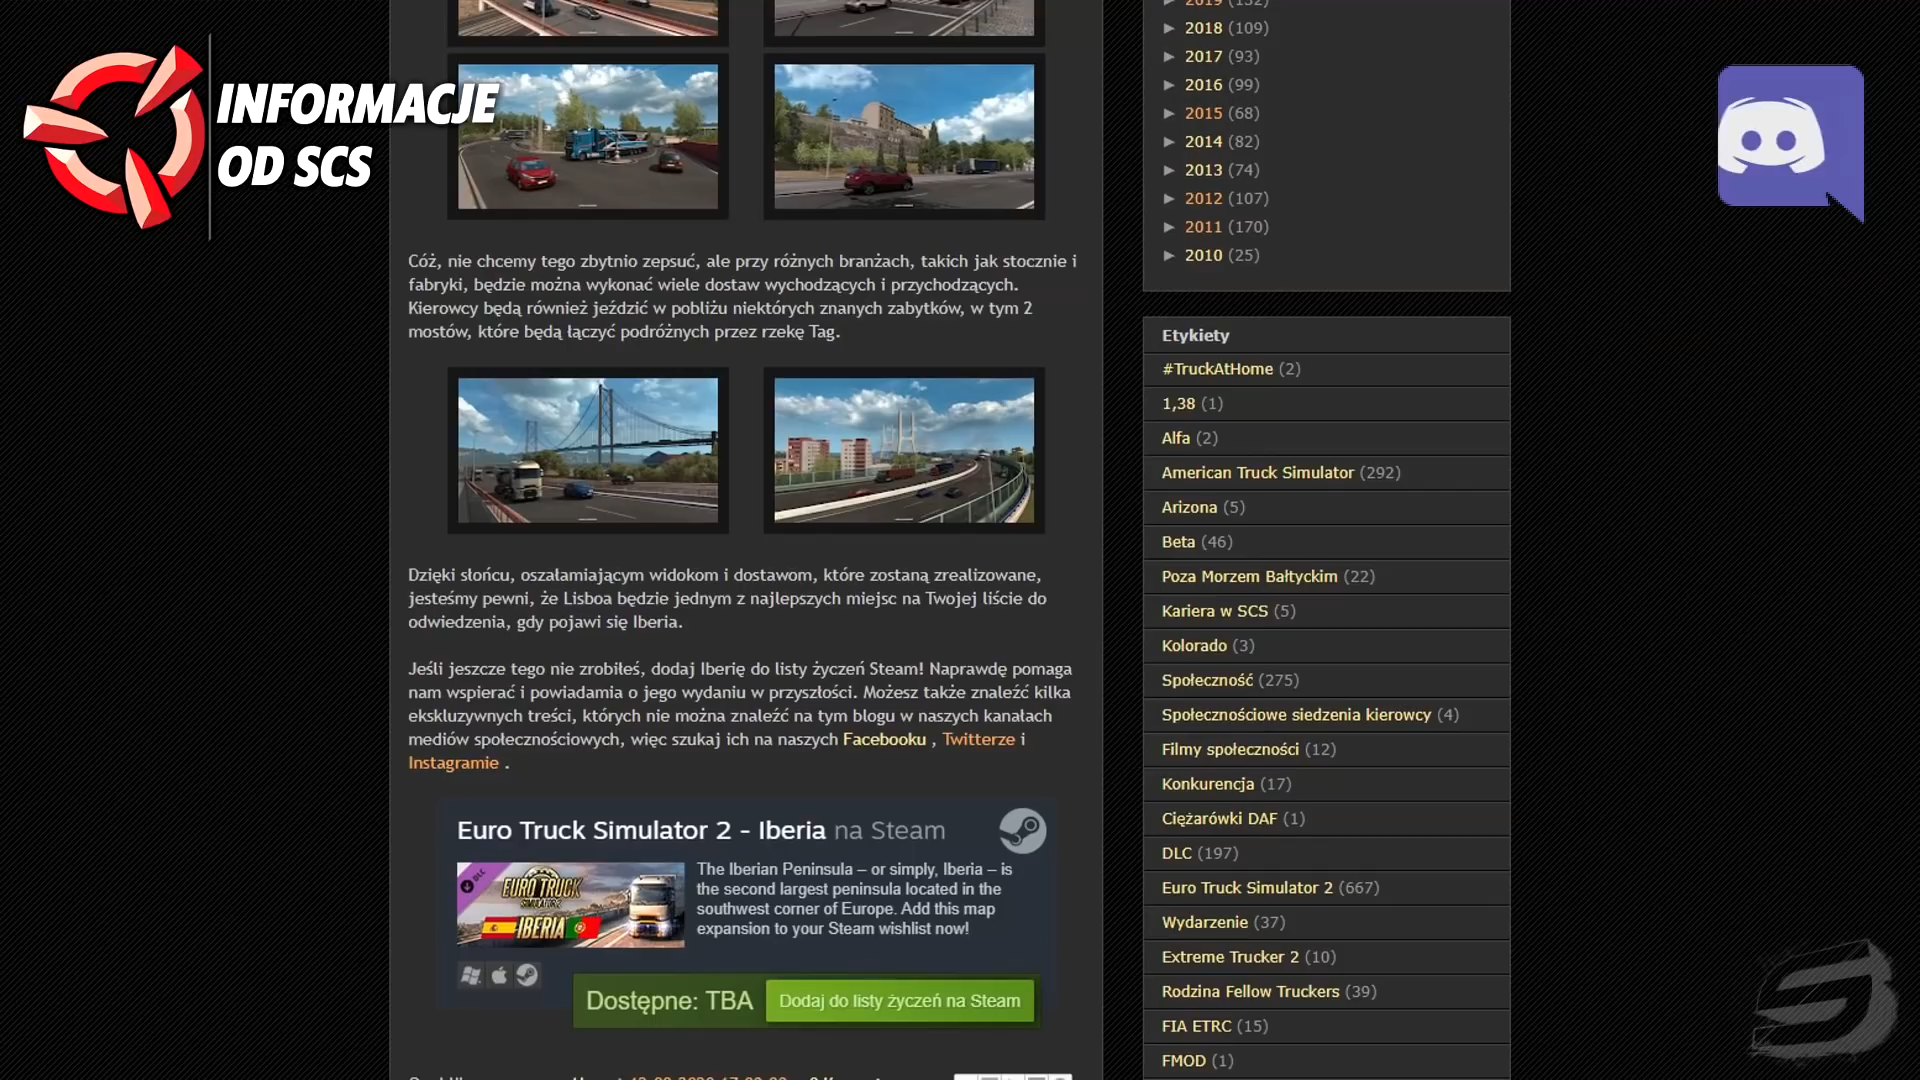 INFORMACJE
OD SCS
Cóż, nie chcemy tego zbytnio zepsuć, ale przy różnych branżach, takich jak stocznie i
fabryki, będzie można wykonać wiele dostaw wychodzących i przychodzących.
Kierowcy będą również jeździć w pobliżu niektórych znanych zabytków, w tym 2
mostów, które będą łączyć podróżnych przez rzekę Tag.
Dzięki słońcu, oszałamiającym widokom i dostawom, które zostaną zrealizowane,
jesteśmy pewni, że Lisboa będzie jednym z najlepszych miejsc na Twojej liście do
odwiedzenia, gdy pojawi się Iberia.
Jeśli jeszcze tego nie zrobiłeś, dodaj Iberię do listy życzeń Steam! Naprawdę pomaga
nam wspierać i powiadamia o jego wydaniu w przyszłości. Możesz także znaleźć kilka
ekskluzywnych treści, których nie można znaleźć na tym blogu w naszych kanałach
mediów społecznościowych, więc szukaj ich na naszych Facebooku , Twitterze i
Instagramie .
Euro Truck Simulator 2 - Iberia na Steam
DLC
EURO TRUCK
SIMULATOR 2
IBERIA
The Iberian Peninsula – or simply, Iberia – is
the second largest peninsula located in the
southwest corner of Europe. Add this map
expansion to your Steam wishlist now!
Dostępne: TBA
Dodaj do listy życzeń na Steam
► 2019 (132)
► 2018 (109)
► 2017 (93)
► 2016 (99)
► 2015 (68)
► 2014 (82)
► 2013 (74)
► 2012 (107)
► 2011 (170)
► 2010 (25)
Etykiety
#TruckAtHome (2)
1,38 (1)
Alfa (2)
American Truck Simulator (292)
Arizona (5)
Beta (46)
Poza Morzem Bałtyckim (22)
Kariera w SCS (5)
Kolorado (3)
Społeczność (275)
Społecznościowe siedzenia kierowcy (4)
Filmy społeczności (12)
Konkurencja (17)
Ciężarówki DAF (1)
DLC (197)
Euro Truck Simulator 2 (667)
Wydarzenie (37)
Extreme Trucker 2 (10)
Rodzina Fellow Truckers (39)
FIA ETRC (15)
FMOD (1)